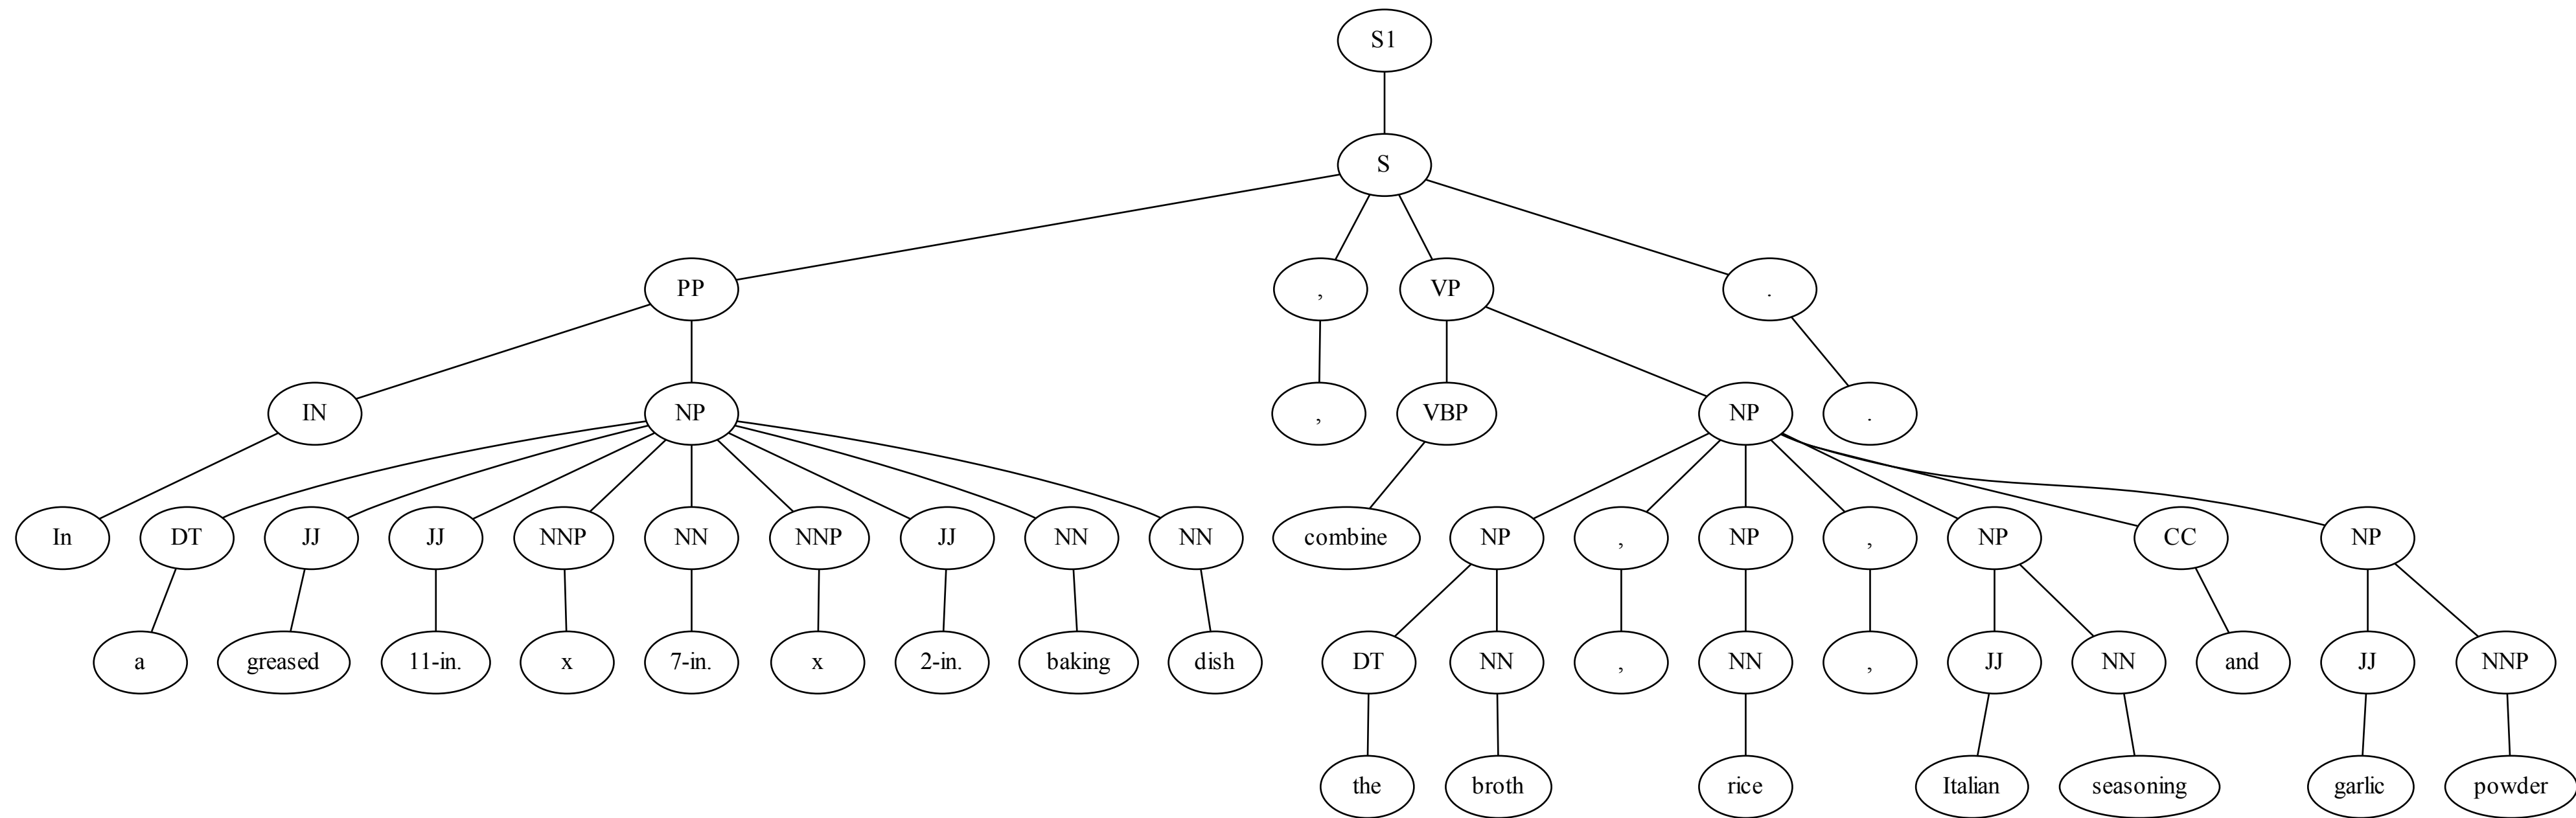 S1
S
PP , VP .
IN NP , VBP NP .
In DT JJ JJ NNP NN NNP JJ NN NN combine NP , NP , NP CC NP
a greased 11-in. x 7-in. x 2-in. baking dish DT NN , NN , JJ NN and JJ NNP
the broth rice Italian seasoning garlic powder